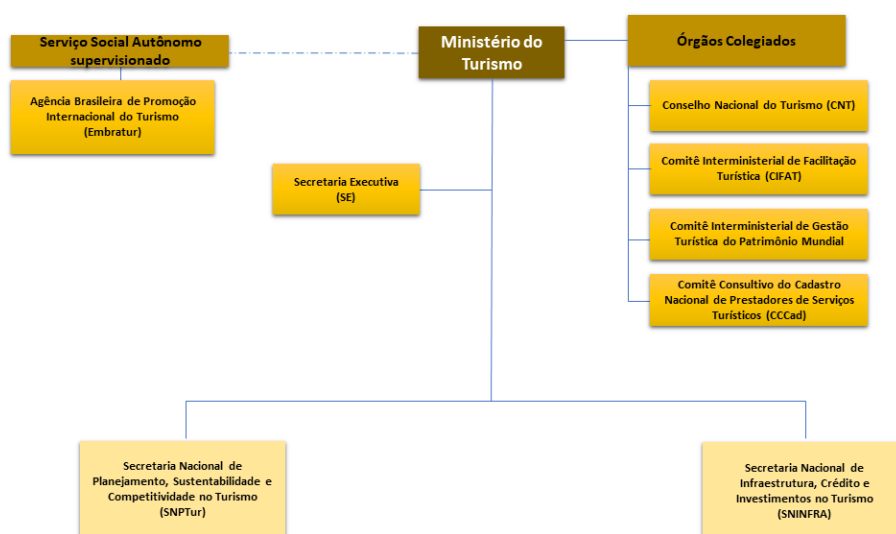 Serviço Social Autônomo
supervisionado
Ministério do
Turismo
Órgãos Colegiados
Agência Brasileira de Promoção
Internacional do Turismo
(Embratur)
Conselho Nacional do Turismo (CNT)
Comitê Interministerial de Facilitação
Turística (CIFAT)
Secretaria Executiva
(SE)
Comitê Interministerial de Gestão
Turística do Patrimônio Mundial
Comitê Consultivo do Cadastro
Nacional de Prestadores de Serviços
Turísticos (CCCad)
Secretaria Nacional de
Planejamento, Sustentabilidade e
Competitividade no Turismo
(SNPTur)
Secretaria Nacional de
Infraestrutura, Crédito e
Investimentos no Turismo
(SNINFRA)